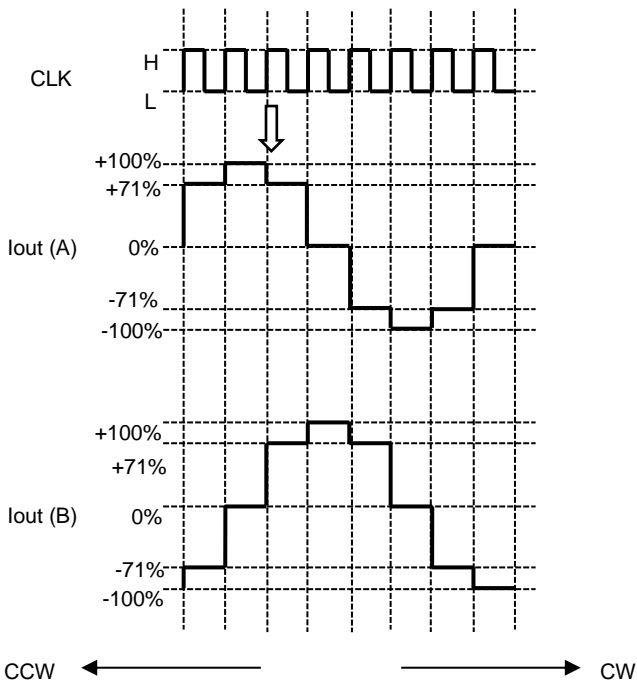 CLK
H
L
+100%
+71%
Iout (A)
0%
-71%
-100%
+100%
+71%
Iout (B)
0%
-71%
-100%
CCW
CW